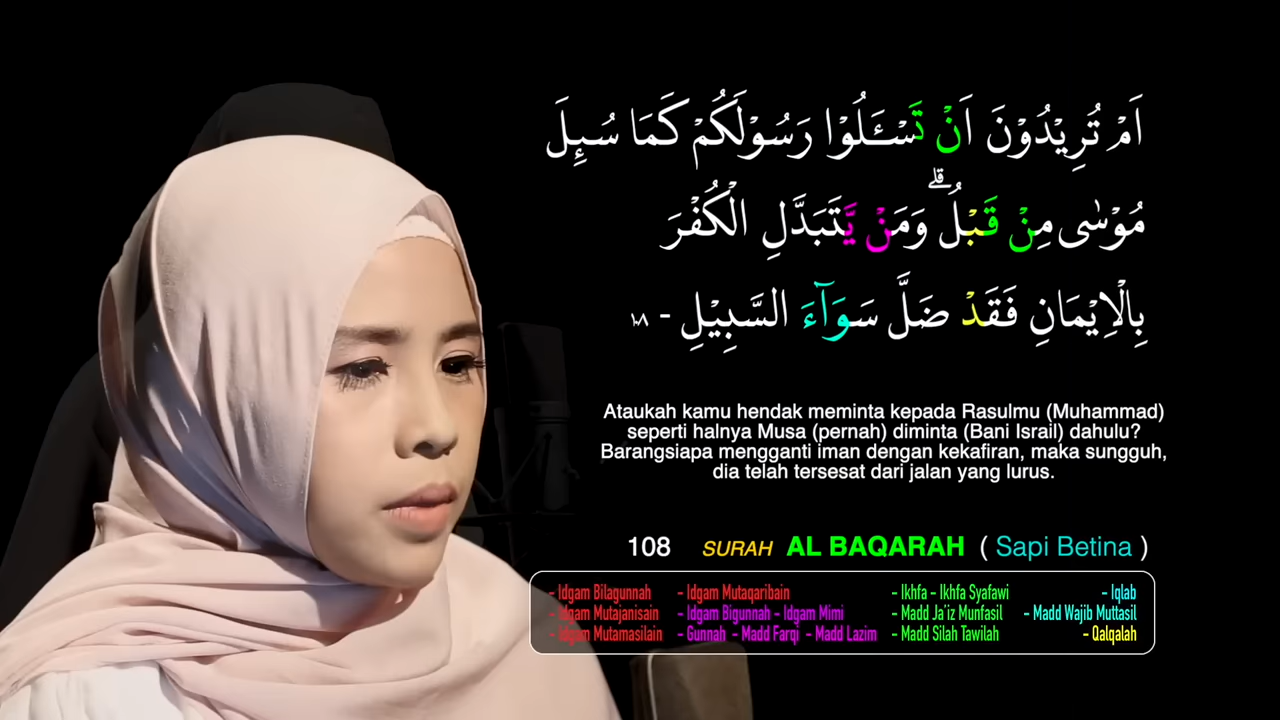 اَمْ تُرِيْدُوْنَ اَنْ تَسْـَٔلُوْا رَسُوْلَكُمْ كَمَا سُىِٕلَ
مُوْسٰى مِنْ قَبْلُۗ وَمَنْ يَّتَبَدَّلِ الْكُفْرَ
بِالْاِيْمَانِ فَقَدْ ضَلَّ سَوَاۤءَ السَّبِيْلِ - ١٠٨
Ataukah kamu hendak meminta kepada Rasulmu (Muhammad)
seperti halnya Musa (pernah) diminta (Bani Israil) dahulu?
Barangsiapa mengganti iman dengan kekafiran, maka sungguh,
dia telah tersesat dari jalan yang lurus.
108 SURAH AL BAQARAH ( Sapi Betina )
- Idgam Bilagunnah - Idgam Mutaqaribain - Ikhfa - Ikhfa Syafawi - Iqlab
- Idgam Mutajanisain - Idgam Bigunnah - Idgam Mimi - Madd Ja'iz Munfasil - Madd Wajib Muttasil
- Idgam Mutamasilain - Gunnah - Madd Farqi - Madd Lazim - Madd Silah Tawilah - Qalqalah